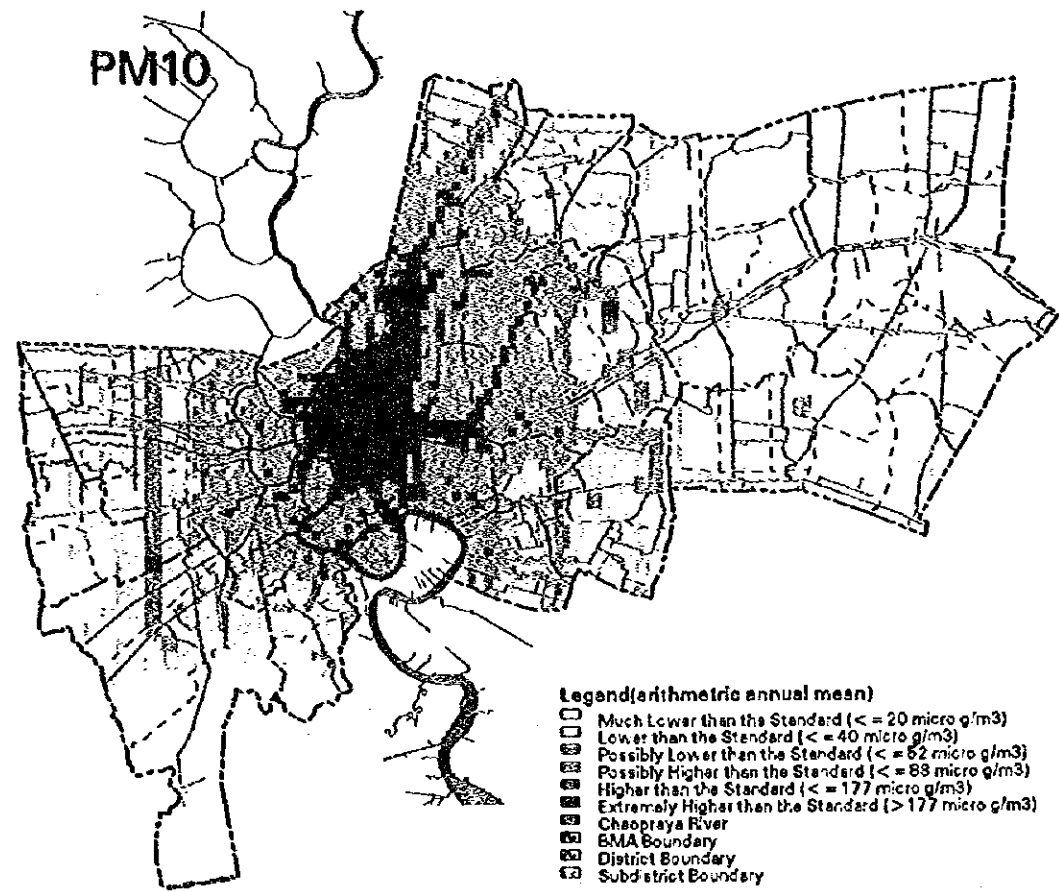 PM10
Legend(arithmetric annual mean)
Much Lower than the Standard (< = 20 micro g/m3)
Lower than the Standard (< = 40 micro g/m3)
Possibly Lower than the Standard (< = 52 micro g/m3)
Possibly Higher than the Standard (< = 88 micro g/m3)
Higher than the Standard (< = 177 micro g/m3)
Extremely Higher than the Standard (> 177 micro g/m3)
Chaopraya River
BMA Boundary
District Boundary
Subdistrict Boundary